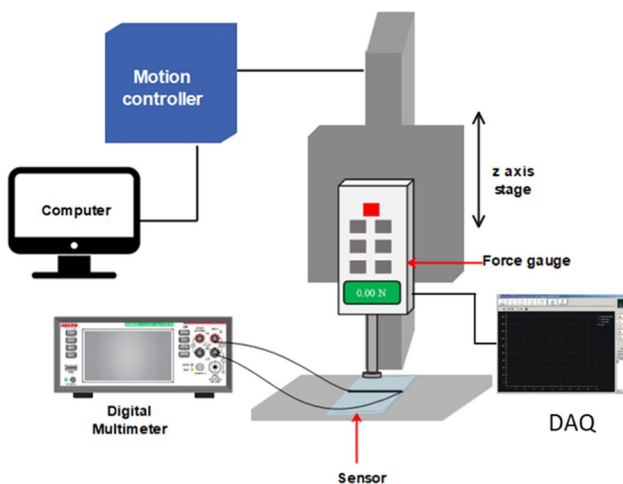 Motion
controller
Computer
z axis
stage
Force gauge
0.00 N
Digital
Multimeter
DAQ
Sensor